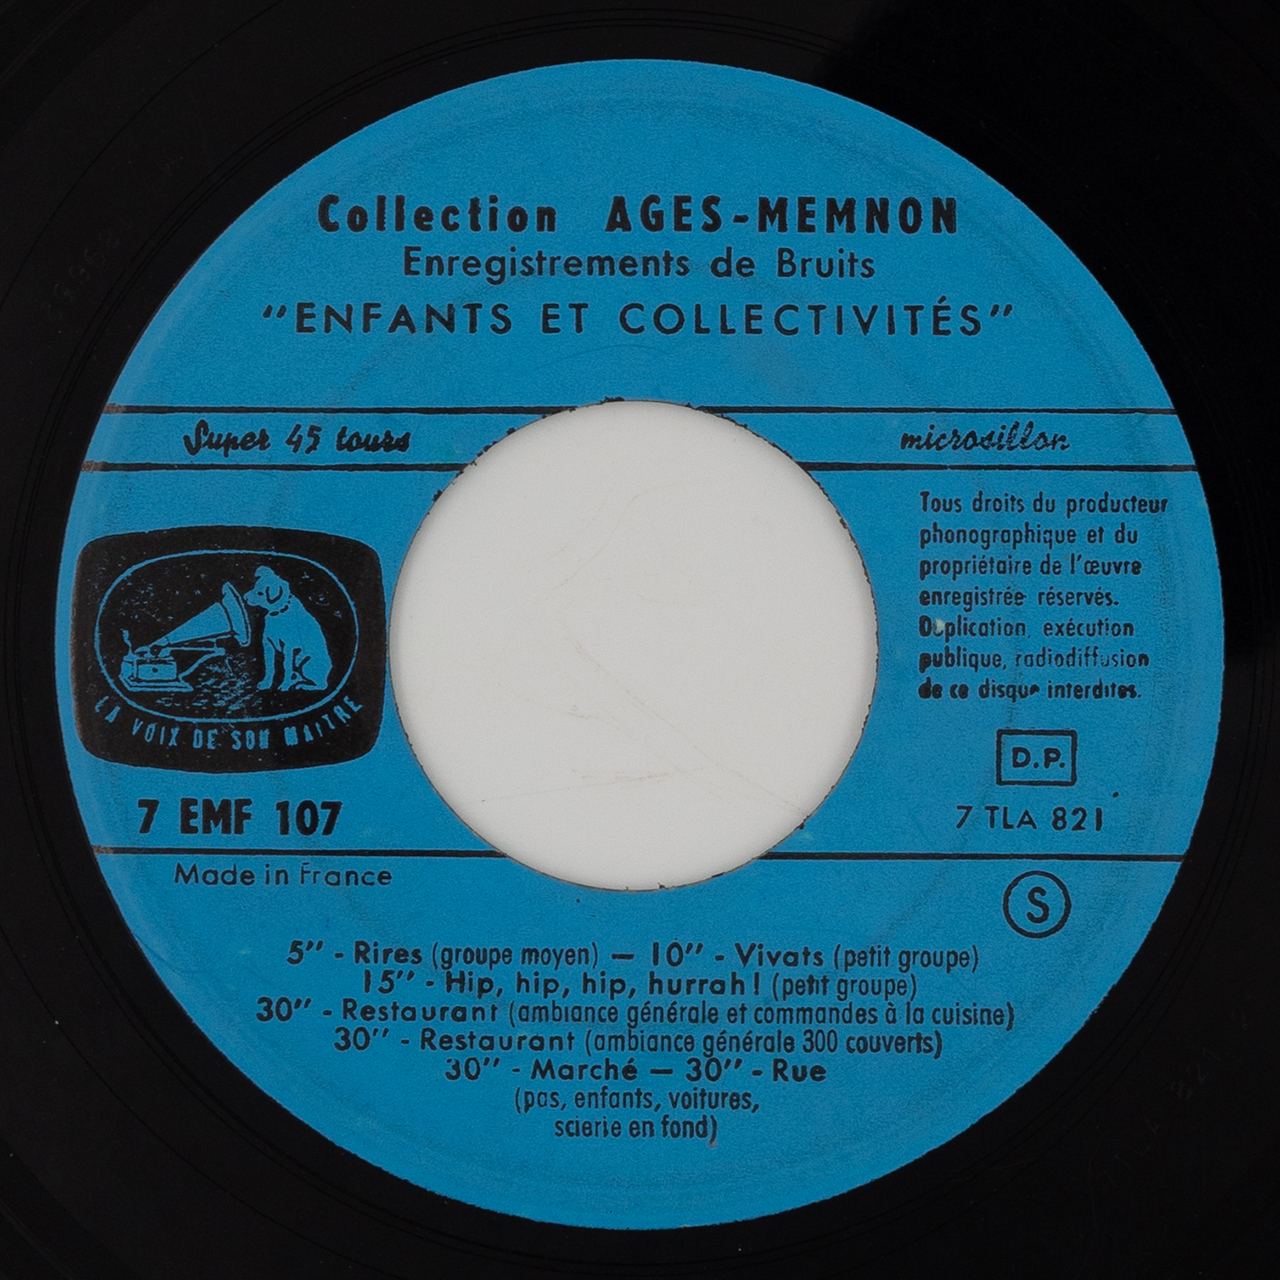 Collection AGES-MEMNON
Enregistrements de Bruits
"ENFANTS ET COLLECTIVITÉS"
Super 45 tours
microsillon
Tous droits du producteur
phonographique et du
propriétaire de l'œuvre
enregistrée réservés.
Duplication, exécution
publique, radiodiffusion
de ce disque interdites.
LA VOIX DE SON MAITRE
D.P.
7 EMF 107
7 TLA 821
Made in France
S
5" - Rires (groupe moyen) — 10" - Vivats (petit groupe)
15" - Hip, hip, hip, hurrah! (petit groupe)
30" - Restaurant (ambiance générale et commandes à la cuisine)
30" - Restaurant (ambiance générale 300 couverts)
30" - Marché — 30" - Rue
(pas, enfants, voitures,
scierie en fond)